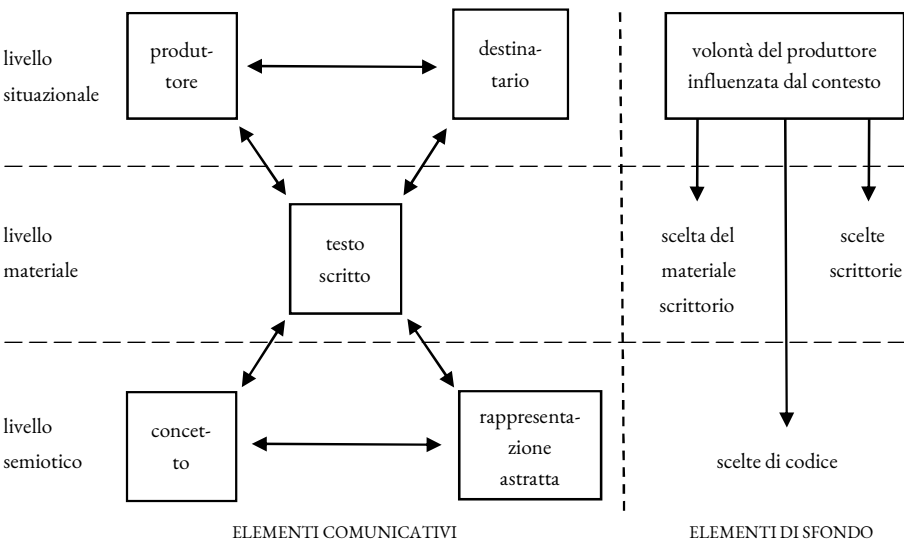 livello
situazionale
produt-
tore
destina-
tario
volontà del produttore
influenzata dal contesto
livello
materiale
testo
scritto
scelta del
materiale
scrittorio
scelte
scrittorie
livello
semiotico
concet-
to
rappresenta-
zione
astratta
scelte di codice
ELEMENTI COMUNICATIVI
ELEMENTI DI SFONDO